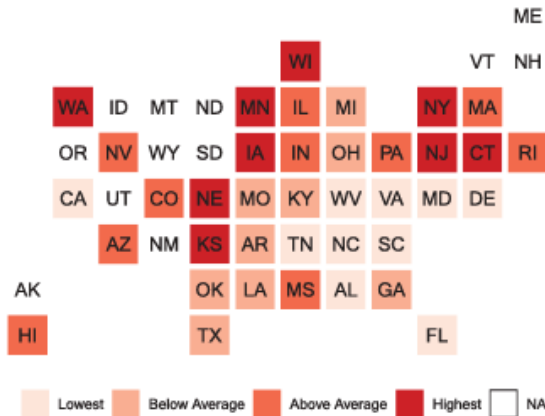 ME
WI VT NH
WA ID MT ND MN IL MI NY MA
OR NV WY SD IA IN OH PA NJ CT RI
CA UT CO NE MO KY WV VA MD DE
AZ NM KS AR TN NC SC
AK OK LA MS AL GA
HI TX FL
Lowest Below Average Above Average Highest NA